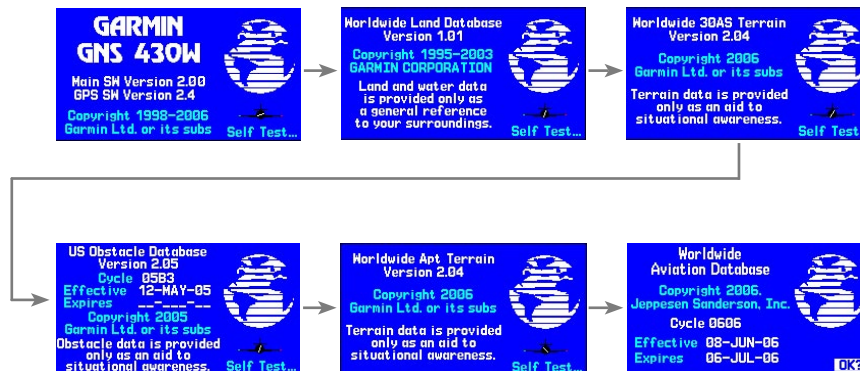 GARMIN
GNS 430W
Main SW Version 2.00
GPS SW Version 2.4
Copyright 1998-2006
Garmin Ltd. or its subs
Self Test...
Worldwide Land Database
Version 1.01
Copyright 1995-2003
GARMIN CORPORATION
Land and water data
is provided only as
a general reference
to your surroundings.
Self Test...
Worldwide 30AS Terrain
Version 2.04
Copyright 2006
Garmin Ltd. or its subs
Terrain data is provided
only as an aid to
situational awareness.
Self Test...
US Obstacle Database
Version 2.05
Cycle 05B3
Effective 12-MAY-05
Expires __-___-__
Copyright 2005
Garmin Ltd. or its subs
Obstacle data is provided
only as an aid to
situational awareness.
Self Test...
Worldwide Apt Terrain
Version 2.04
Copyright 2006
Garmin Ltd. or its subs
Terrain data is provided
only as an aid to
situational awareness.
Self Test...
Worldwide
Aviation Database
Copyright 2006.
Jeppesen Sanderson, Inc.
Cycle 0606
Effective 08-JUN-06
Expires 06-JUL-06
OK?